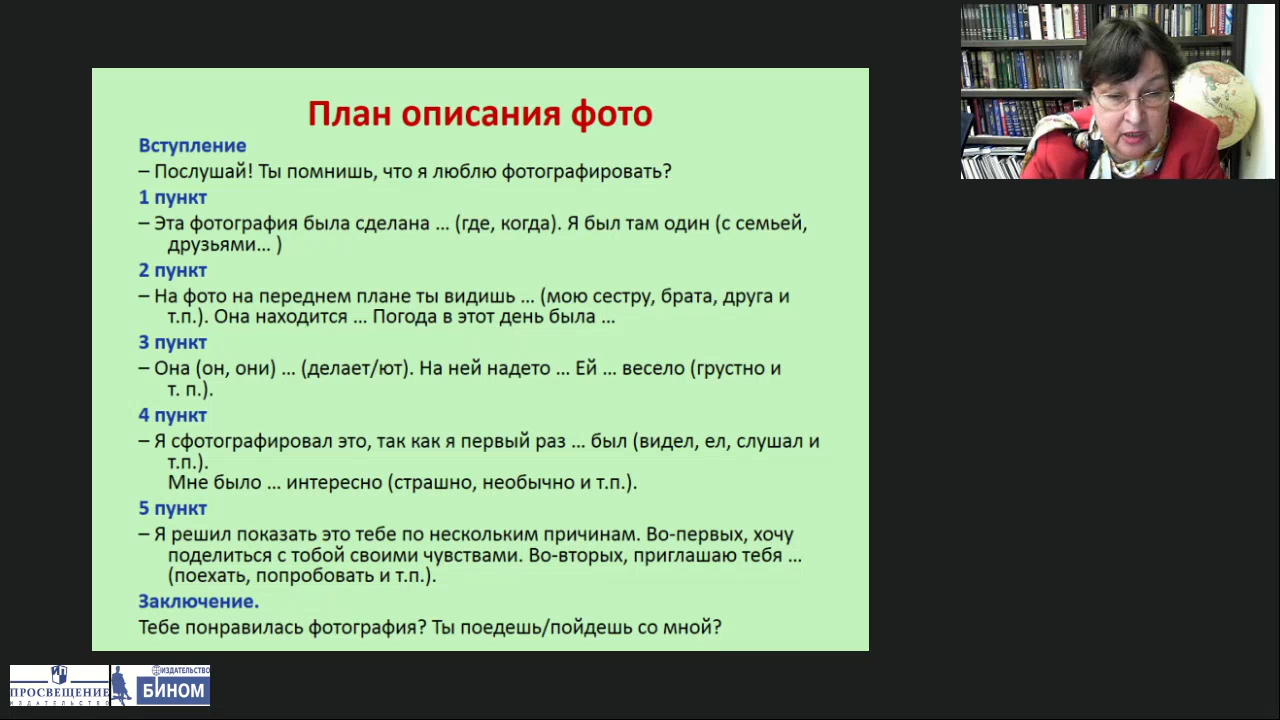 План описания фото
Вступление
– Послушай! Ты помнишь, что я люблю фотографировать?
1 пункт
– Эта фотография была сделана … (где, когда). Я был там один (с семьей,
друзьями… )
2 пункт
– На фото на переднем плане ты видишь … (мою сестру, брата, друга и
т.п.). Она находится … Погода в этот день была …
3 пункт
– Она (он, они) … (делает/ют). На ней надето … Ей … весело (грустно и
т. п.).
4 пункт
– Я сфотографировал это, так как я первый раз … был (видел, ел, слушал и
т.п.).
Мне было … интересно (страшно, необычно и т.п.).
5 пункт
– Я решил показать это тебе по нескольким причинам. Во-первых, хочу
поделиться с тобой своими чувствами. Во-вторых, приглашаю тебя …
(поехать, попробовать и т.п.).
Заключение.
Тебе понравилась фотография? Ты поедешь/пойдешь со мной?
ПРОСВЕЩЕНИЕ
ИЗДАТЕЛЬСТВО
ИЗДАТЕЛЬСТВО
БИНОМ